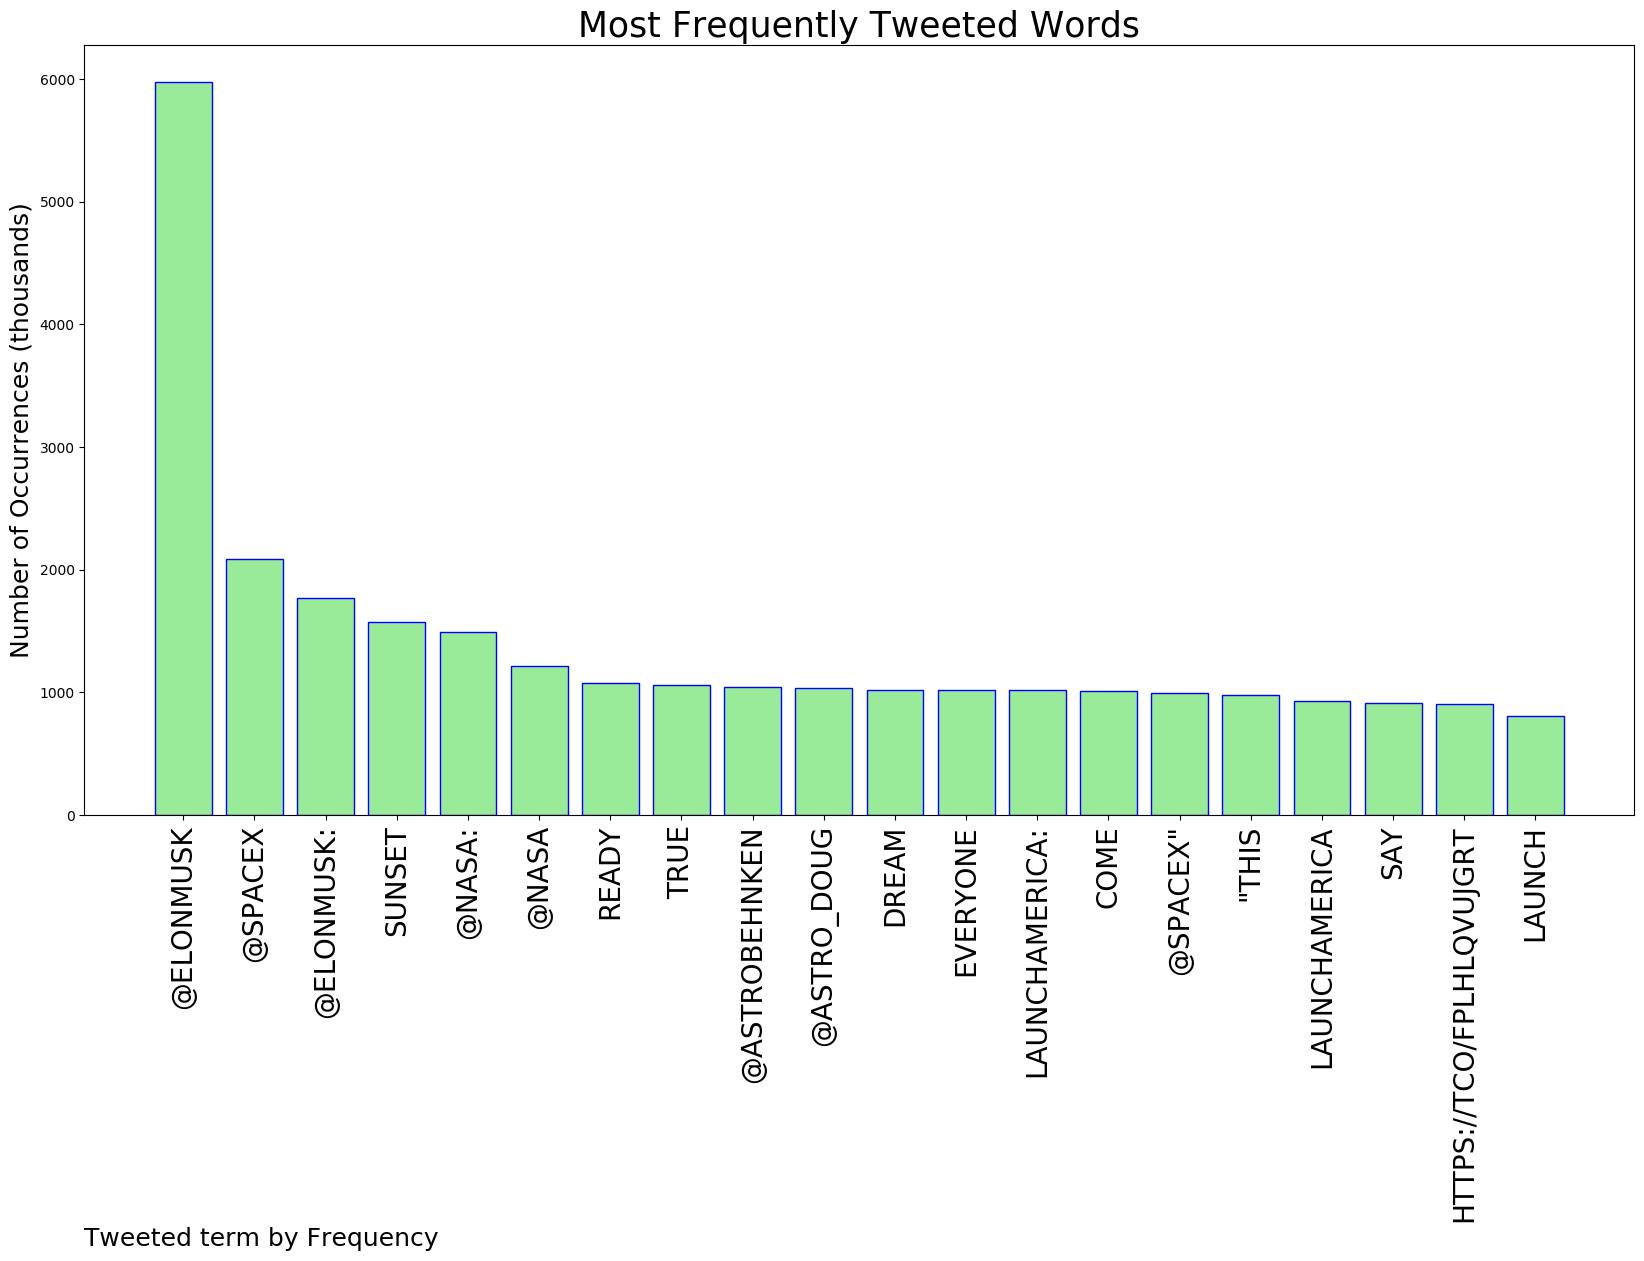 Most Frequently Tweeted Words
Number of Occurrences (thousands)
6000
5000
4000
3000
2000
1000
0
@ELONMUSK
@SPACEX
@ELONMUSK:
SUNSET
@NASA:
@NASA
READY
TRUE
@ASTROBEHNKEN
@ASTRO_DOUG
DREAM
EVERYONE
LAUNCHAMERICA:
COME
@SPACEX"
"THIS
LAUNCHAMERICA
SAY
HTTPS://TCO/FPLHLQVUJGRT
LAUNCH
Tweeted term by Frequency